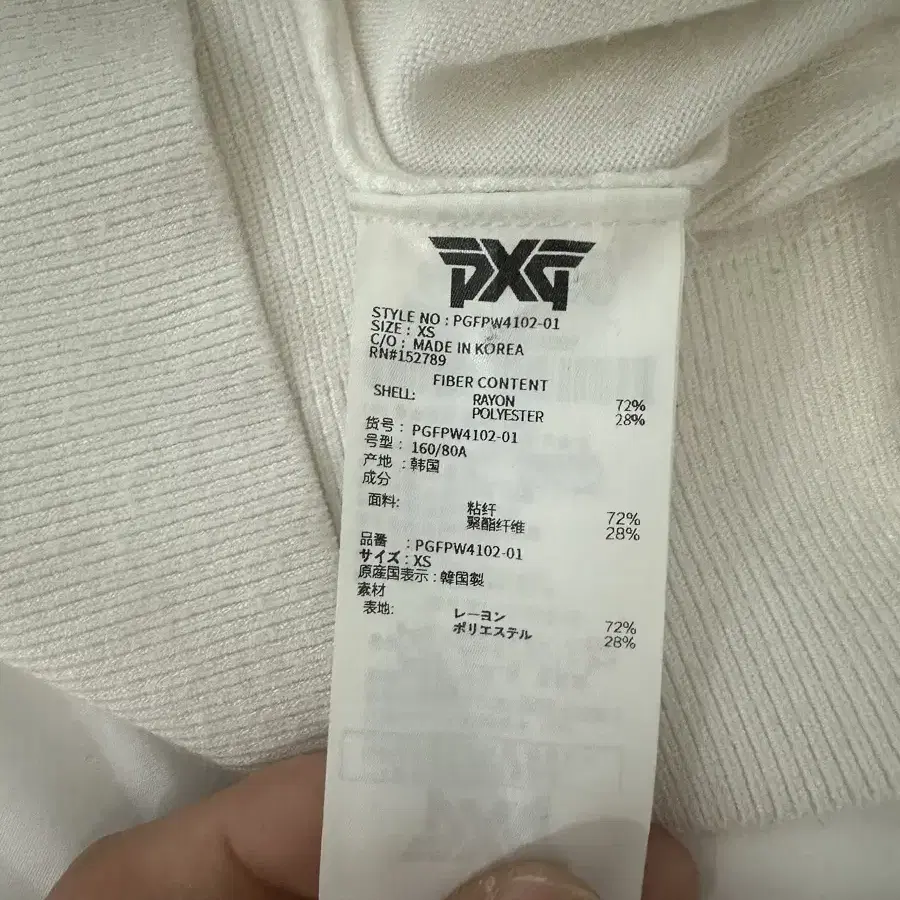 PXG
STYLE NO : PGFPW4102-01
SIZE : XS
C/O : MADE IN KOREA
RN#152789
FIBER CONTENT
SHELL: RAYON 72%
POLYESTER 28%
货号 : PGFPW4102-01
号型 : 160/80A
产地 : 韩国
成分
面料: 粘纤 72%
聚酯纤维 28%
品番 : PGFPW4102-01
サイズ : XS
原産国表示 : 韓国製
素材
表地: レーヨン 72%
ポリエステル 28%